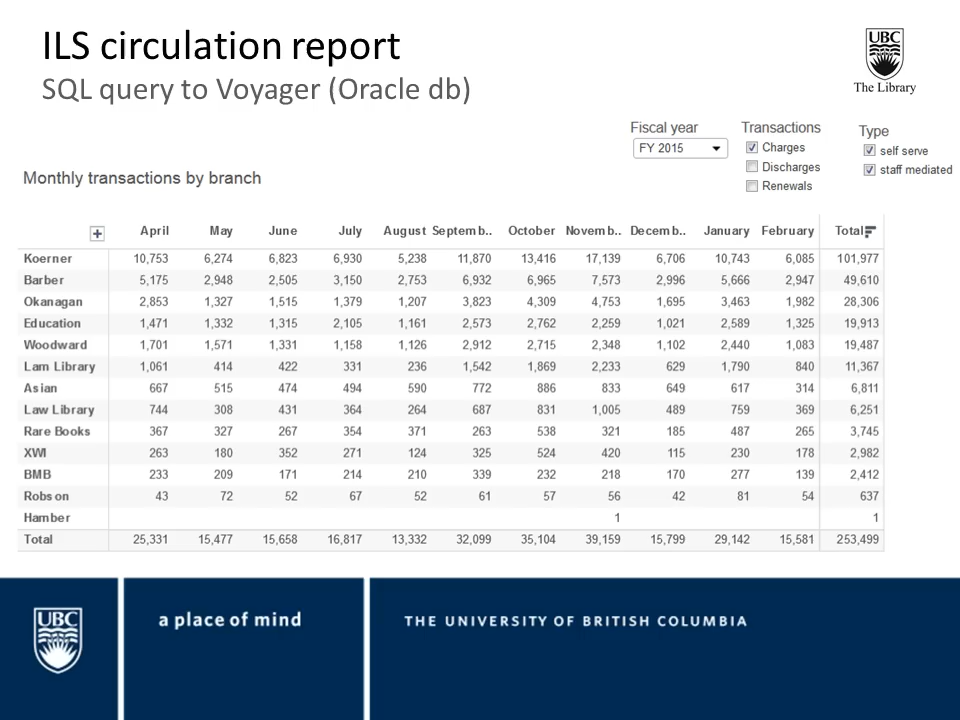 ILS circulation report
SQL query to Voyager (Oracle db)
UBC
The Library
Fiscal year
FY 2015
Transactions
Charges
Discharges
Renewals
Type
self serve
staff mediated
Monthly transactions by branch
April May June July August Septemb.. October Novemb.. Decemb.. January February Total
Koerner 10,753 6,274 6,823 6,930 5,238 11,870 13,416 17,139 6,706 10,743 6,085 101,977
Barber 5,175 2,948 2,505 3,150 2,753 6,932 6,965 7,573 2,996 5,666 2,947 49,610
Okanagan 2,853 1,327 1,515 1,379 1,207 3,823 4,309 4,753 1,695 3,463 1,982 28,306
Education 1,471 1,332 1,315 2,105 1,161 2,573 2,762 2,259 1,021 2,589 1,325 19,913
Woodward 1,701 1,571 1,331 1,158 1,126 2,912 2,715 2,348 1,102 2,440 1,083 19,487
Lam Library 1,061 414 422 331 236 1,542 1,869 2,233 629 1,790 840 11,367
Asian 667 515 474 494 590 772 886 833 649 617 314 6,811
Law Library 744 308 431 364 264 687 831 1,005 489 759 369 6,251
Rare Books 367 327 267 354 371 263 538 321 185 487 265 3,745
XWI 263 180 352 271 124 325 524 420 115 230 178 2,982
BMB 233 209 171 214 210 339 232 218 170 277 139 2,412
Robson 43 72 52 67 52 61 57 56 42 81 54 637
Hamber 1 1
Total 25,331 15,477 15,658 16,817 13,332 32,099 35,104 39,159 15,799 29,142 15,581 253,499
UBC
a place of mind
THE UNIVERSITY OF BRITISH COLUMBIA